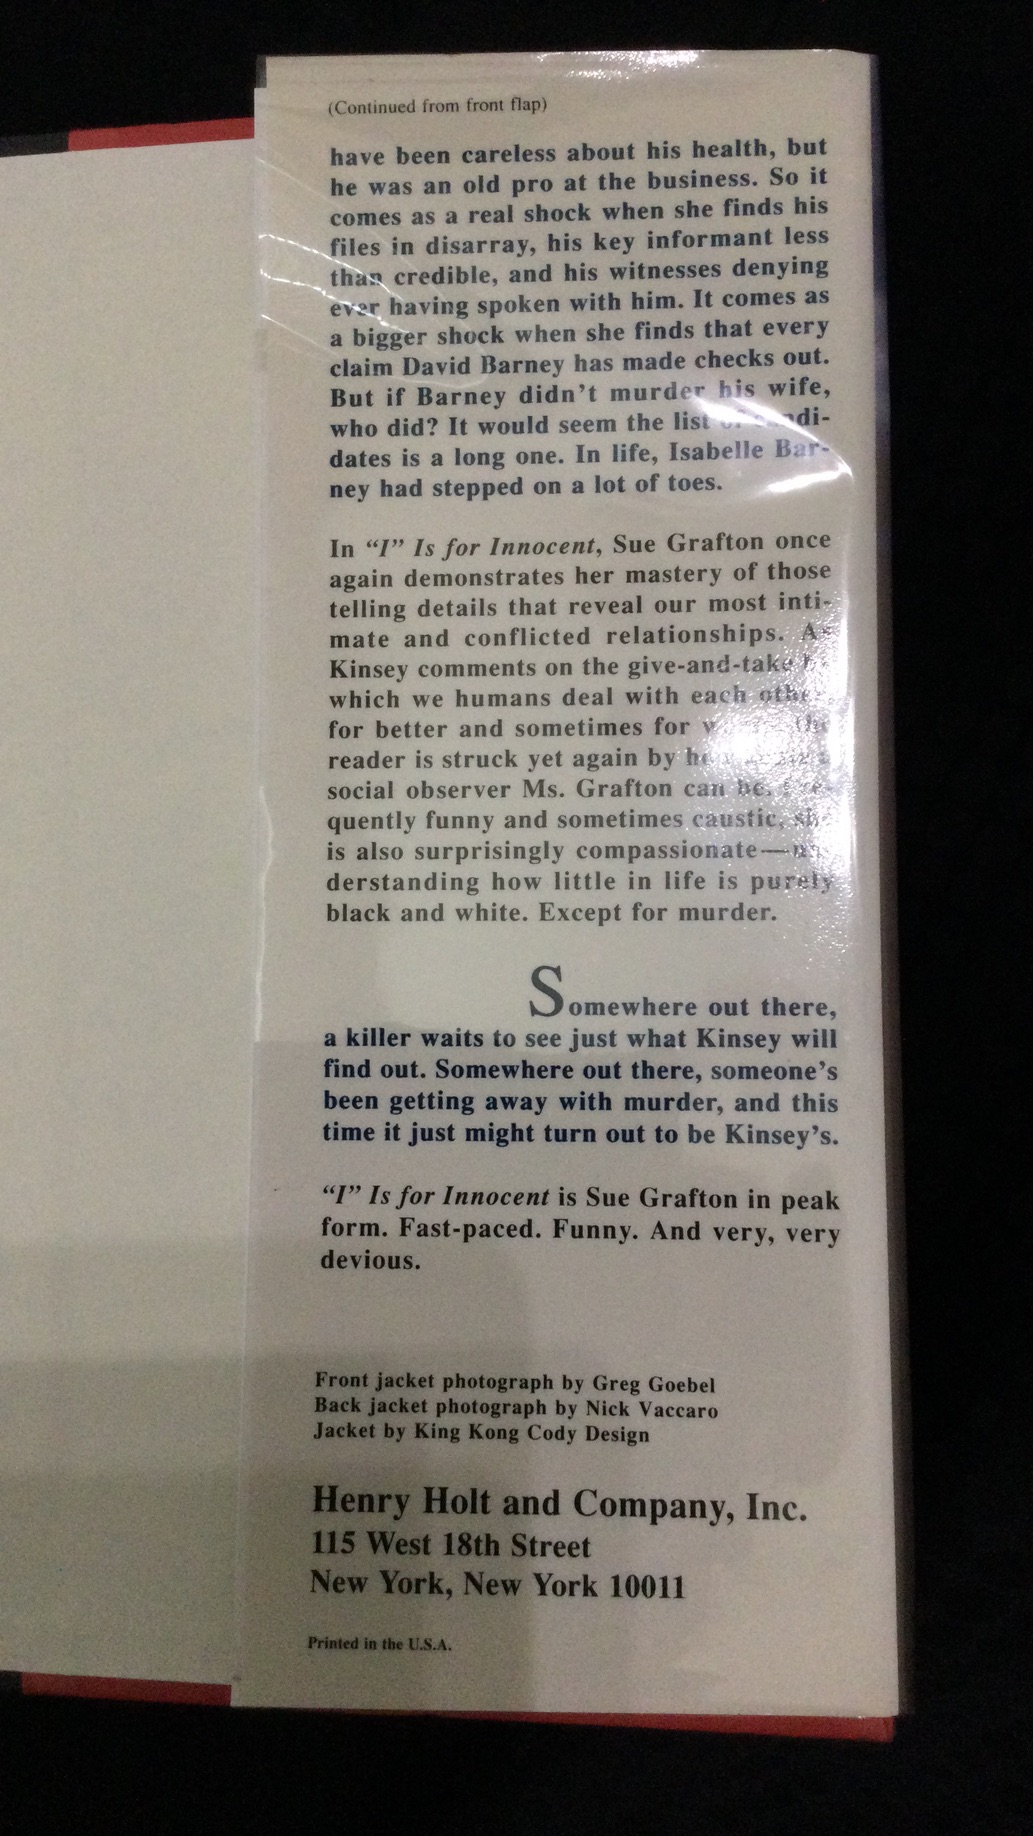 (Continued from front flap)
have been careless about his health, but
he was an old pro at the business. So it
comes as a real shock when she finds his
files in disarray, his key informant less
than credible, and his witnesses denying
ever having spoken with him. It comes as
a bigger shock when she finds that every
claim David Barney has made checks out.
But if Barney didn't murder his wife,
who did? It would seem the list of candi-
dates is a long one. In life, Isabelle Bar-
ney had stepped on a lot of toes.
In “I” Is for Innocent, Sue Grafton once
again demonstrates her mastery of those
telling details that reveal our most inti-
mate and conflicted relationships. As
Kinsey comments on the give-and-take by
which we humans deal with each other,
for better and sometimes for the
reader is struck yet again by
social observer Ms. Grafton can be. Fre-
quently funny and sometimes caustic, she
is also surprisingly compassionate—un-
derstanding how little in life is purely
black and white. Except for murder.
Somewhere out there,
a killer waits to see just what Kinsey will
find out. Somewhere out there, someone's
been getting away with murder, and this
time it just might turn out to be Kinsey's.
“I” Is for Innocent is Sue Grafton in peak
form. Fast-paced. Funny. And very, very
devious.
Front jacket photograph by Greg Goebel
Back jacket photograph by Nick Vaccaro
Jacket by King Kong Cody Design
Henry Holt and Company, Inc.
115 West 18th Street
New York, New York 10011
Printed in the U.S.A.